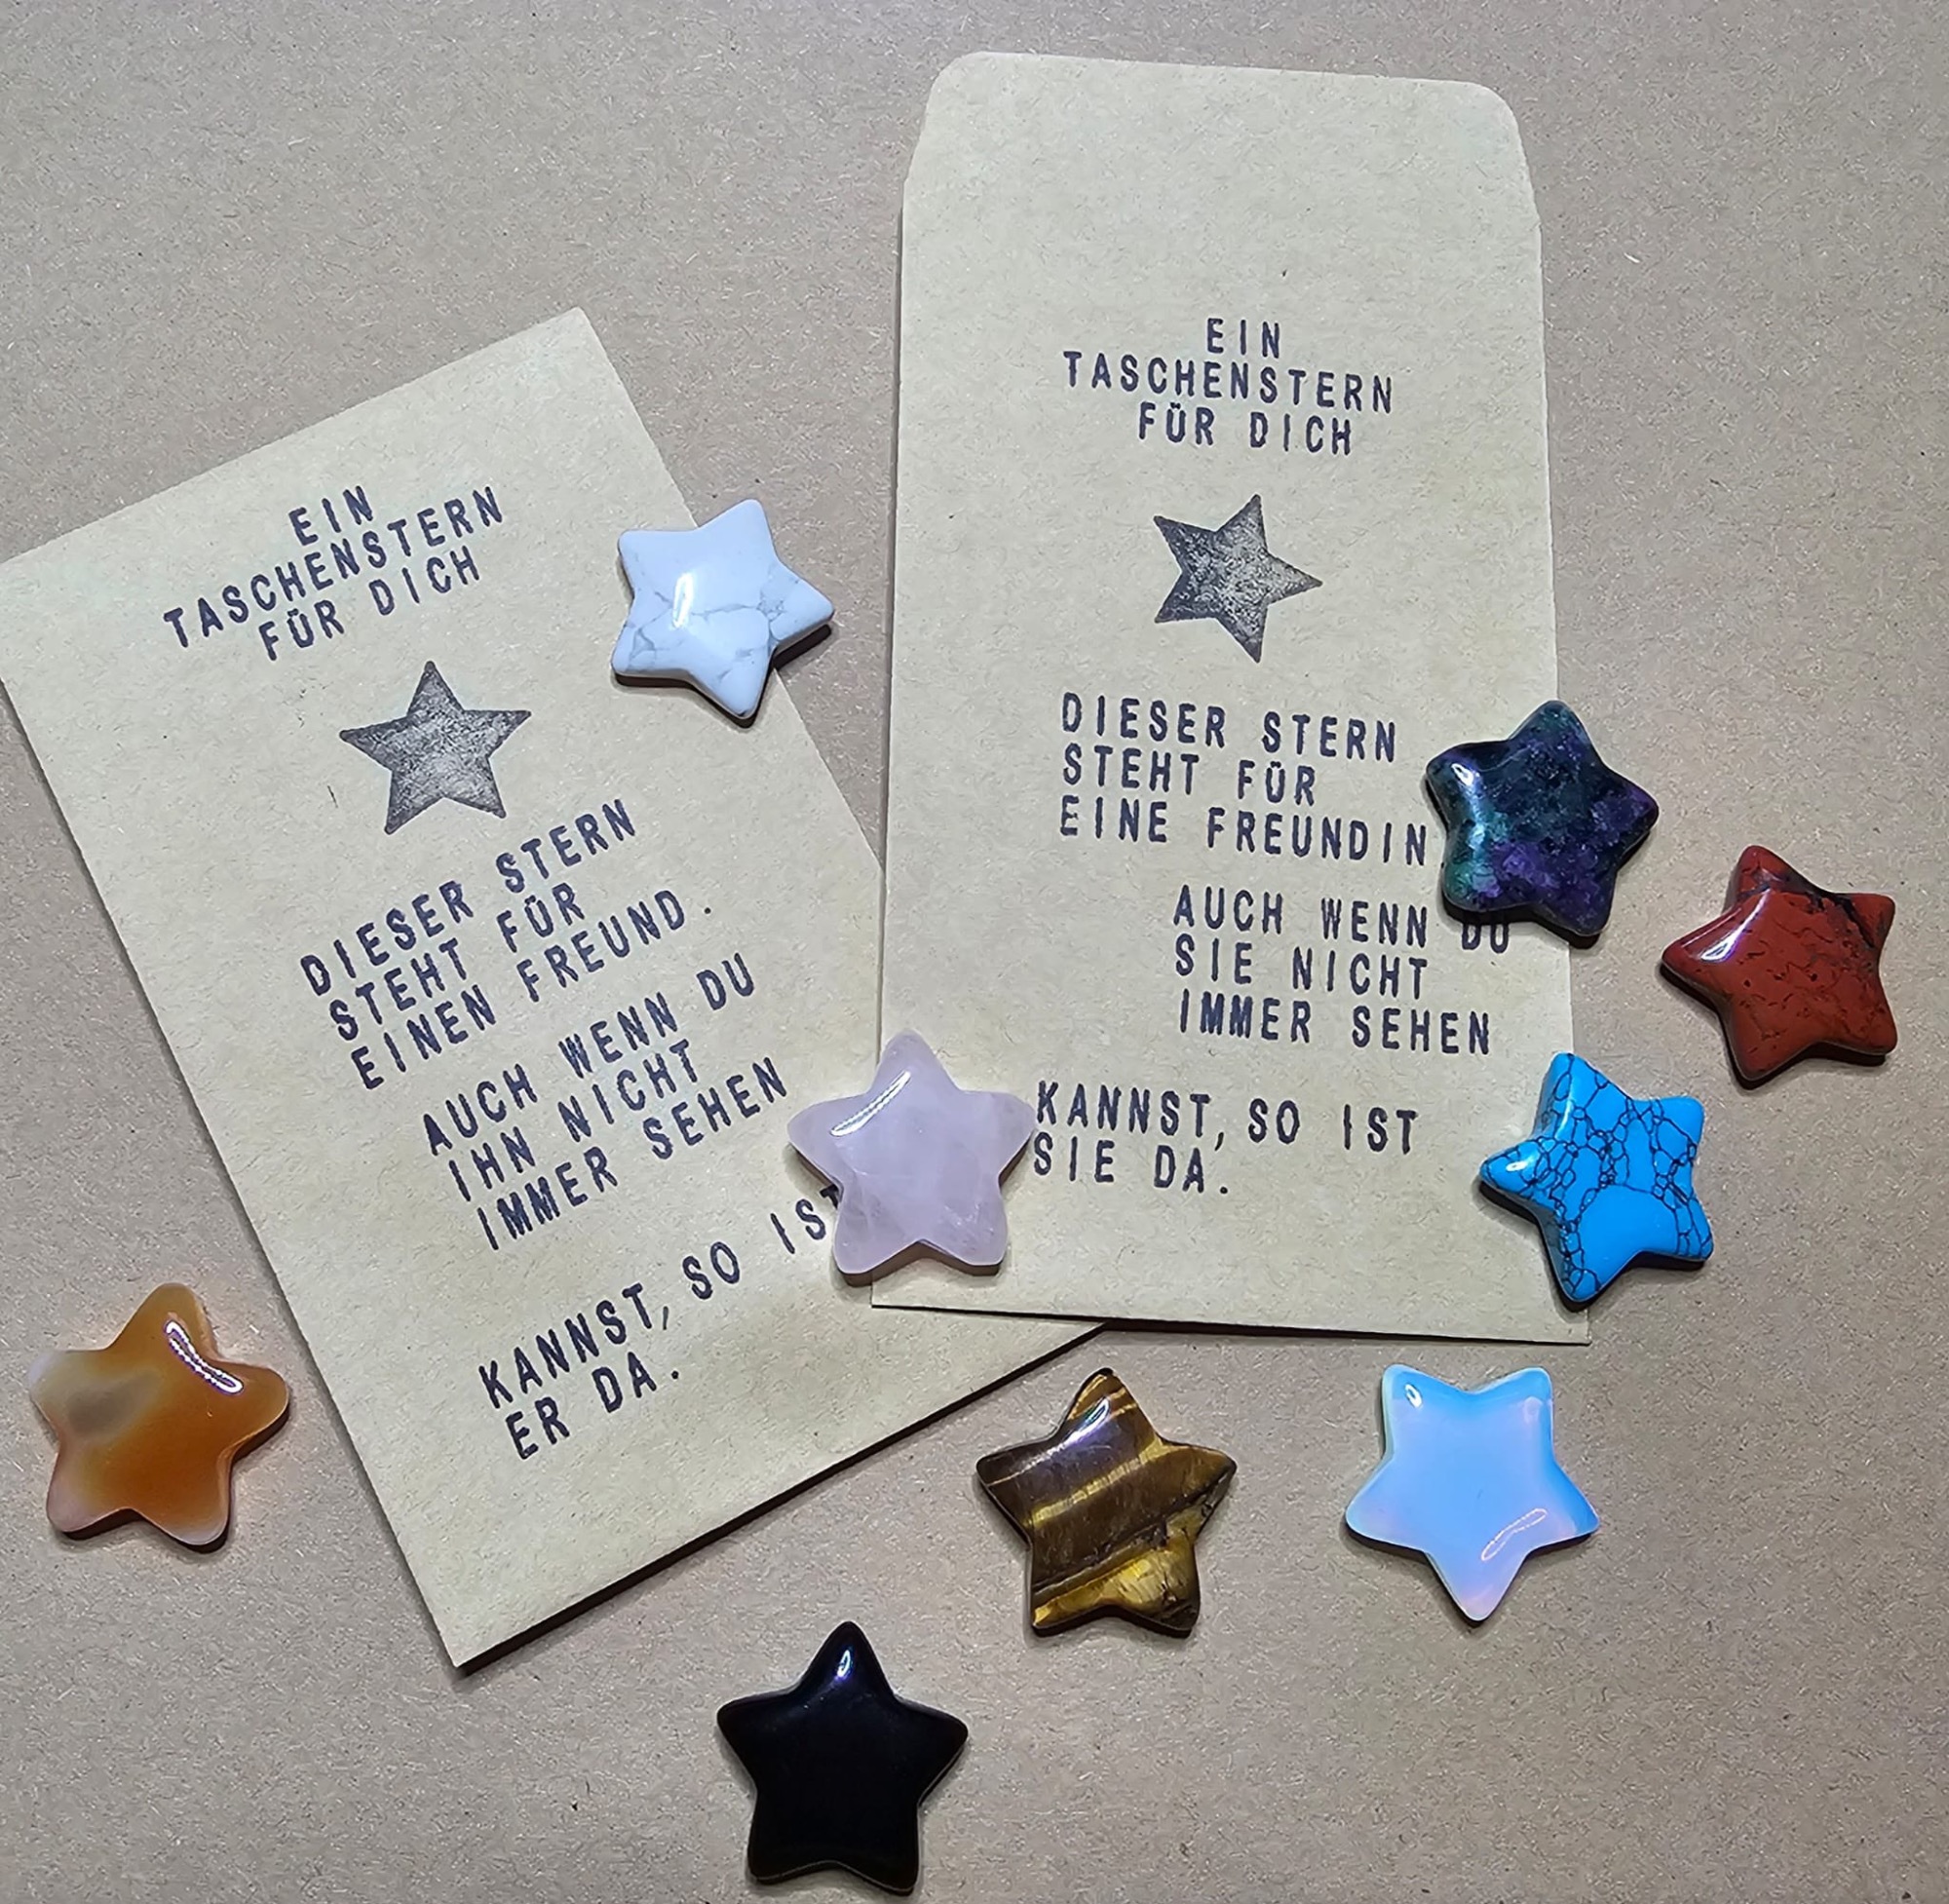 EIN
TASCHENSTERN
FÜR DICH
DIESER STERN
STEHT FÜR
EINEN FREUND.
AUCH WENN DU
IHN NICHT
IMMER SEHEN
KANNST, SO IST
ER DA.
EIN
TASCHENSTERN
FÜR DICH
DIESER STERN
STEHT FÜR
EINE FREUNDIN
AUCH WENN DU
SIE NICHT
IMMER SEHEN
KANNST, SO IST
SIE DA.